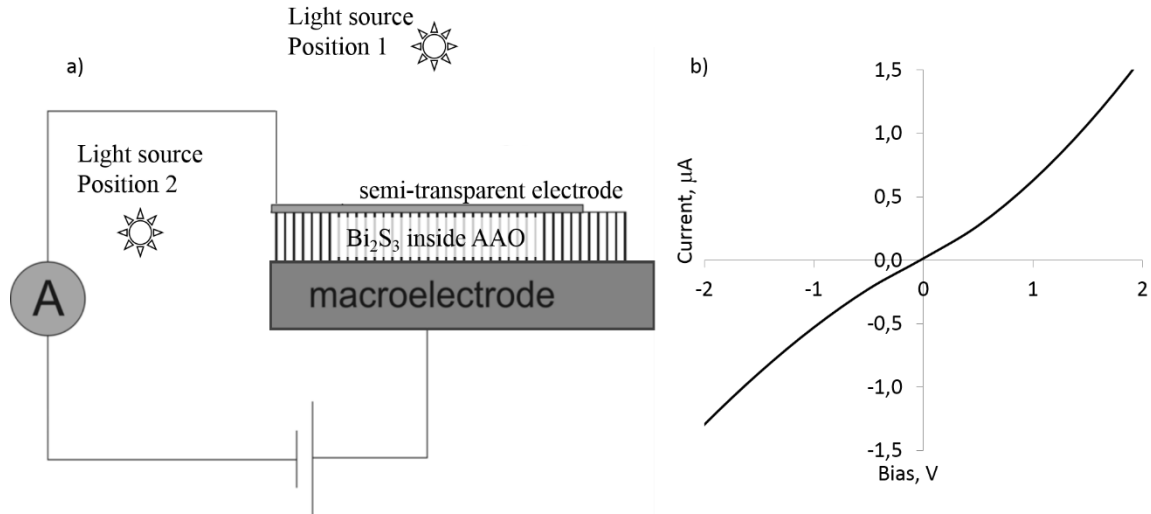 a)
Light source
Position 1
Light source
Position 2
semi-transparent electrode
Bi₂S₃ inside AAO
macroelectrode
A
b)
1,5
1,0
0,5
0,0
-0,5
-1,0
-1,5
-2
-1
0
1
2
Current, µA
Bias, V